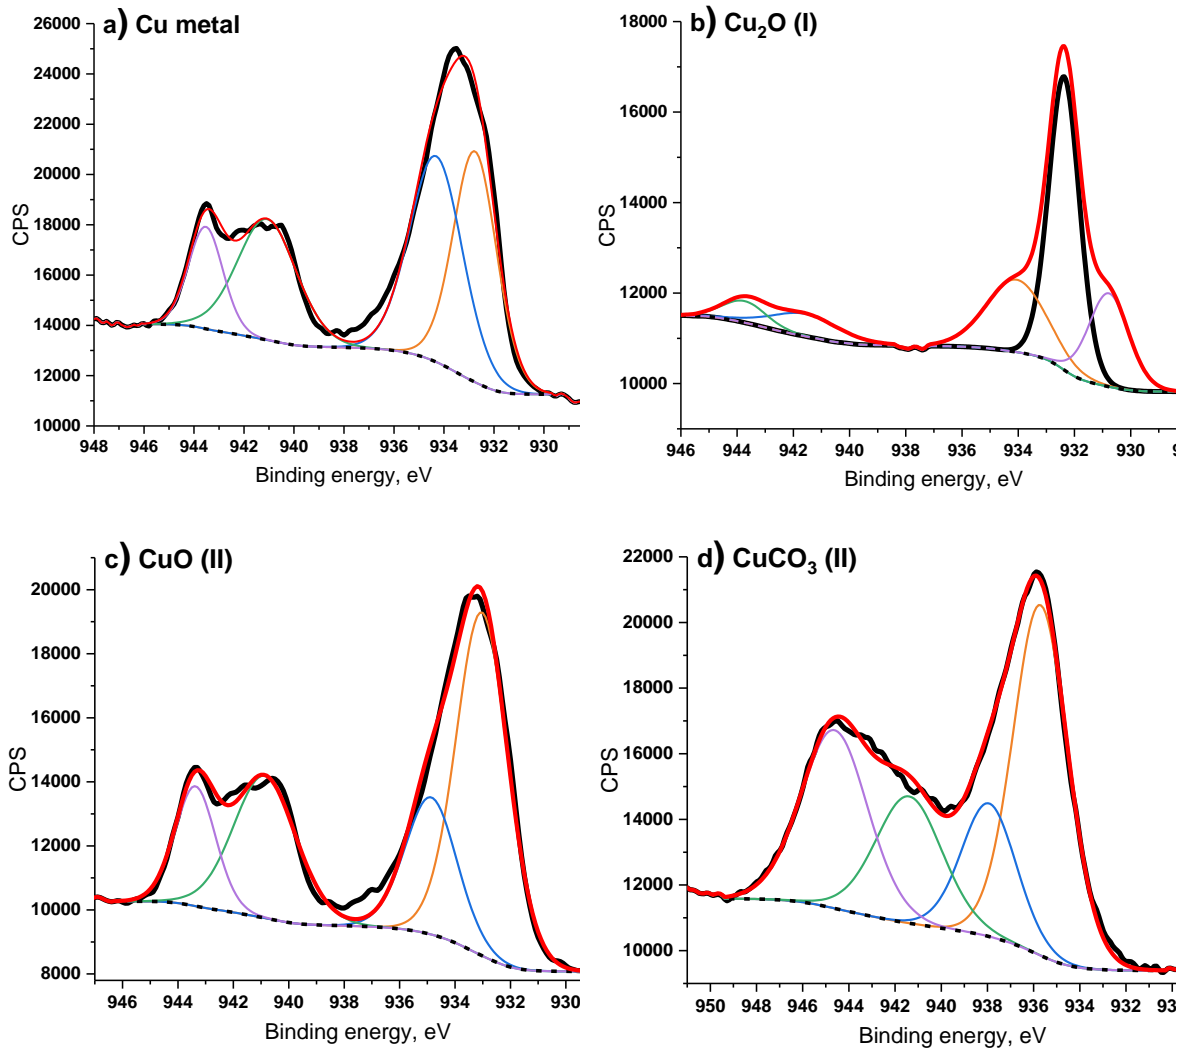 a) Cu metal
26000
24000
22000
20000
18000
16000
14000
12000
10000
CPS
948 946 944 942 940 938 936 934 932 930
Binding energy, eV
b) Cu₂O (I)
18000
16000
14000
12000
10000
CPS
946 944 942 940 938 936 934 932 930 9
Binding energy, eV
c) CuO (II)
20000
18000
16000
14000
12000
10000
8000
CPS
946 944 942 940 938 936 934 932 930
Binding energy, eV
d) CuCO₃ (II)
22000
20000
18000
16000
14000
12000
10000
CPS
950 948 946 944 942 940 938 936 934 932 930
Binding energy, eV